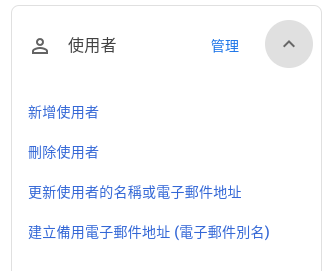 使用者 管理
新增使用者
刪除使用者
更新使用者的名稱或電子郵件地址
建立備用電子郵件地址 (電子郵件別名)